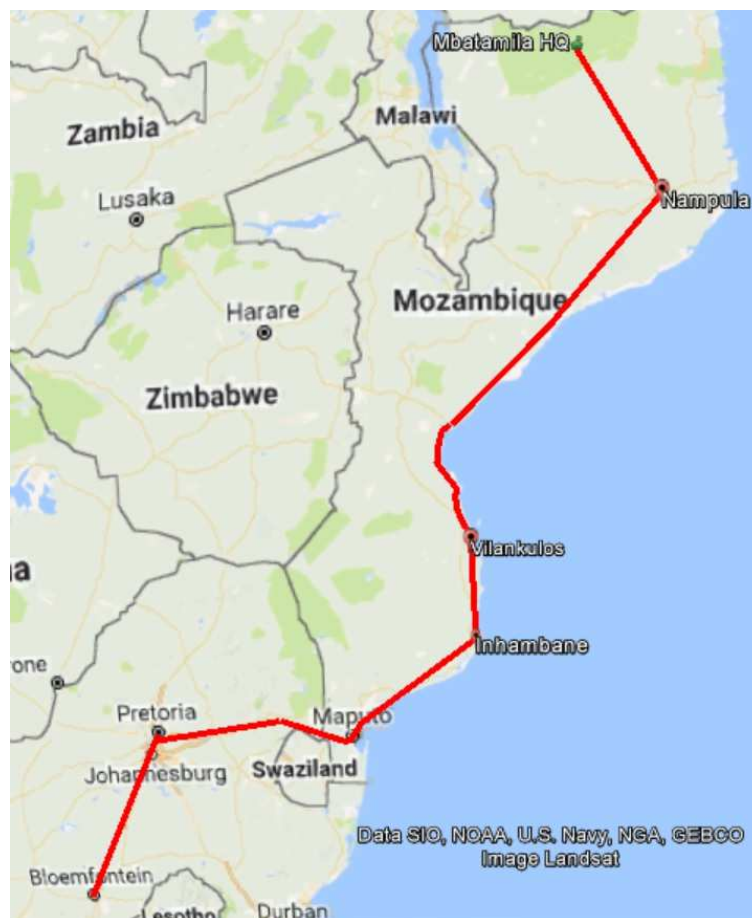 Mbatamila HQ
Malawi
Zambia
Lusaka
Nampula
Mozambique
Harare
Zimbabwe
Vilankulos
Inhambane
Pretoria
Maputo
Johannesburg
Swaziland
Data SIO, NOAA, U.S. Navy, NGA, GEBCO
Image Landsat
Bloemfontein
Lesotho
Durban